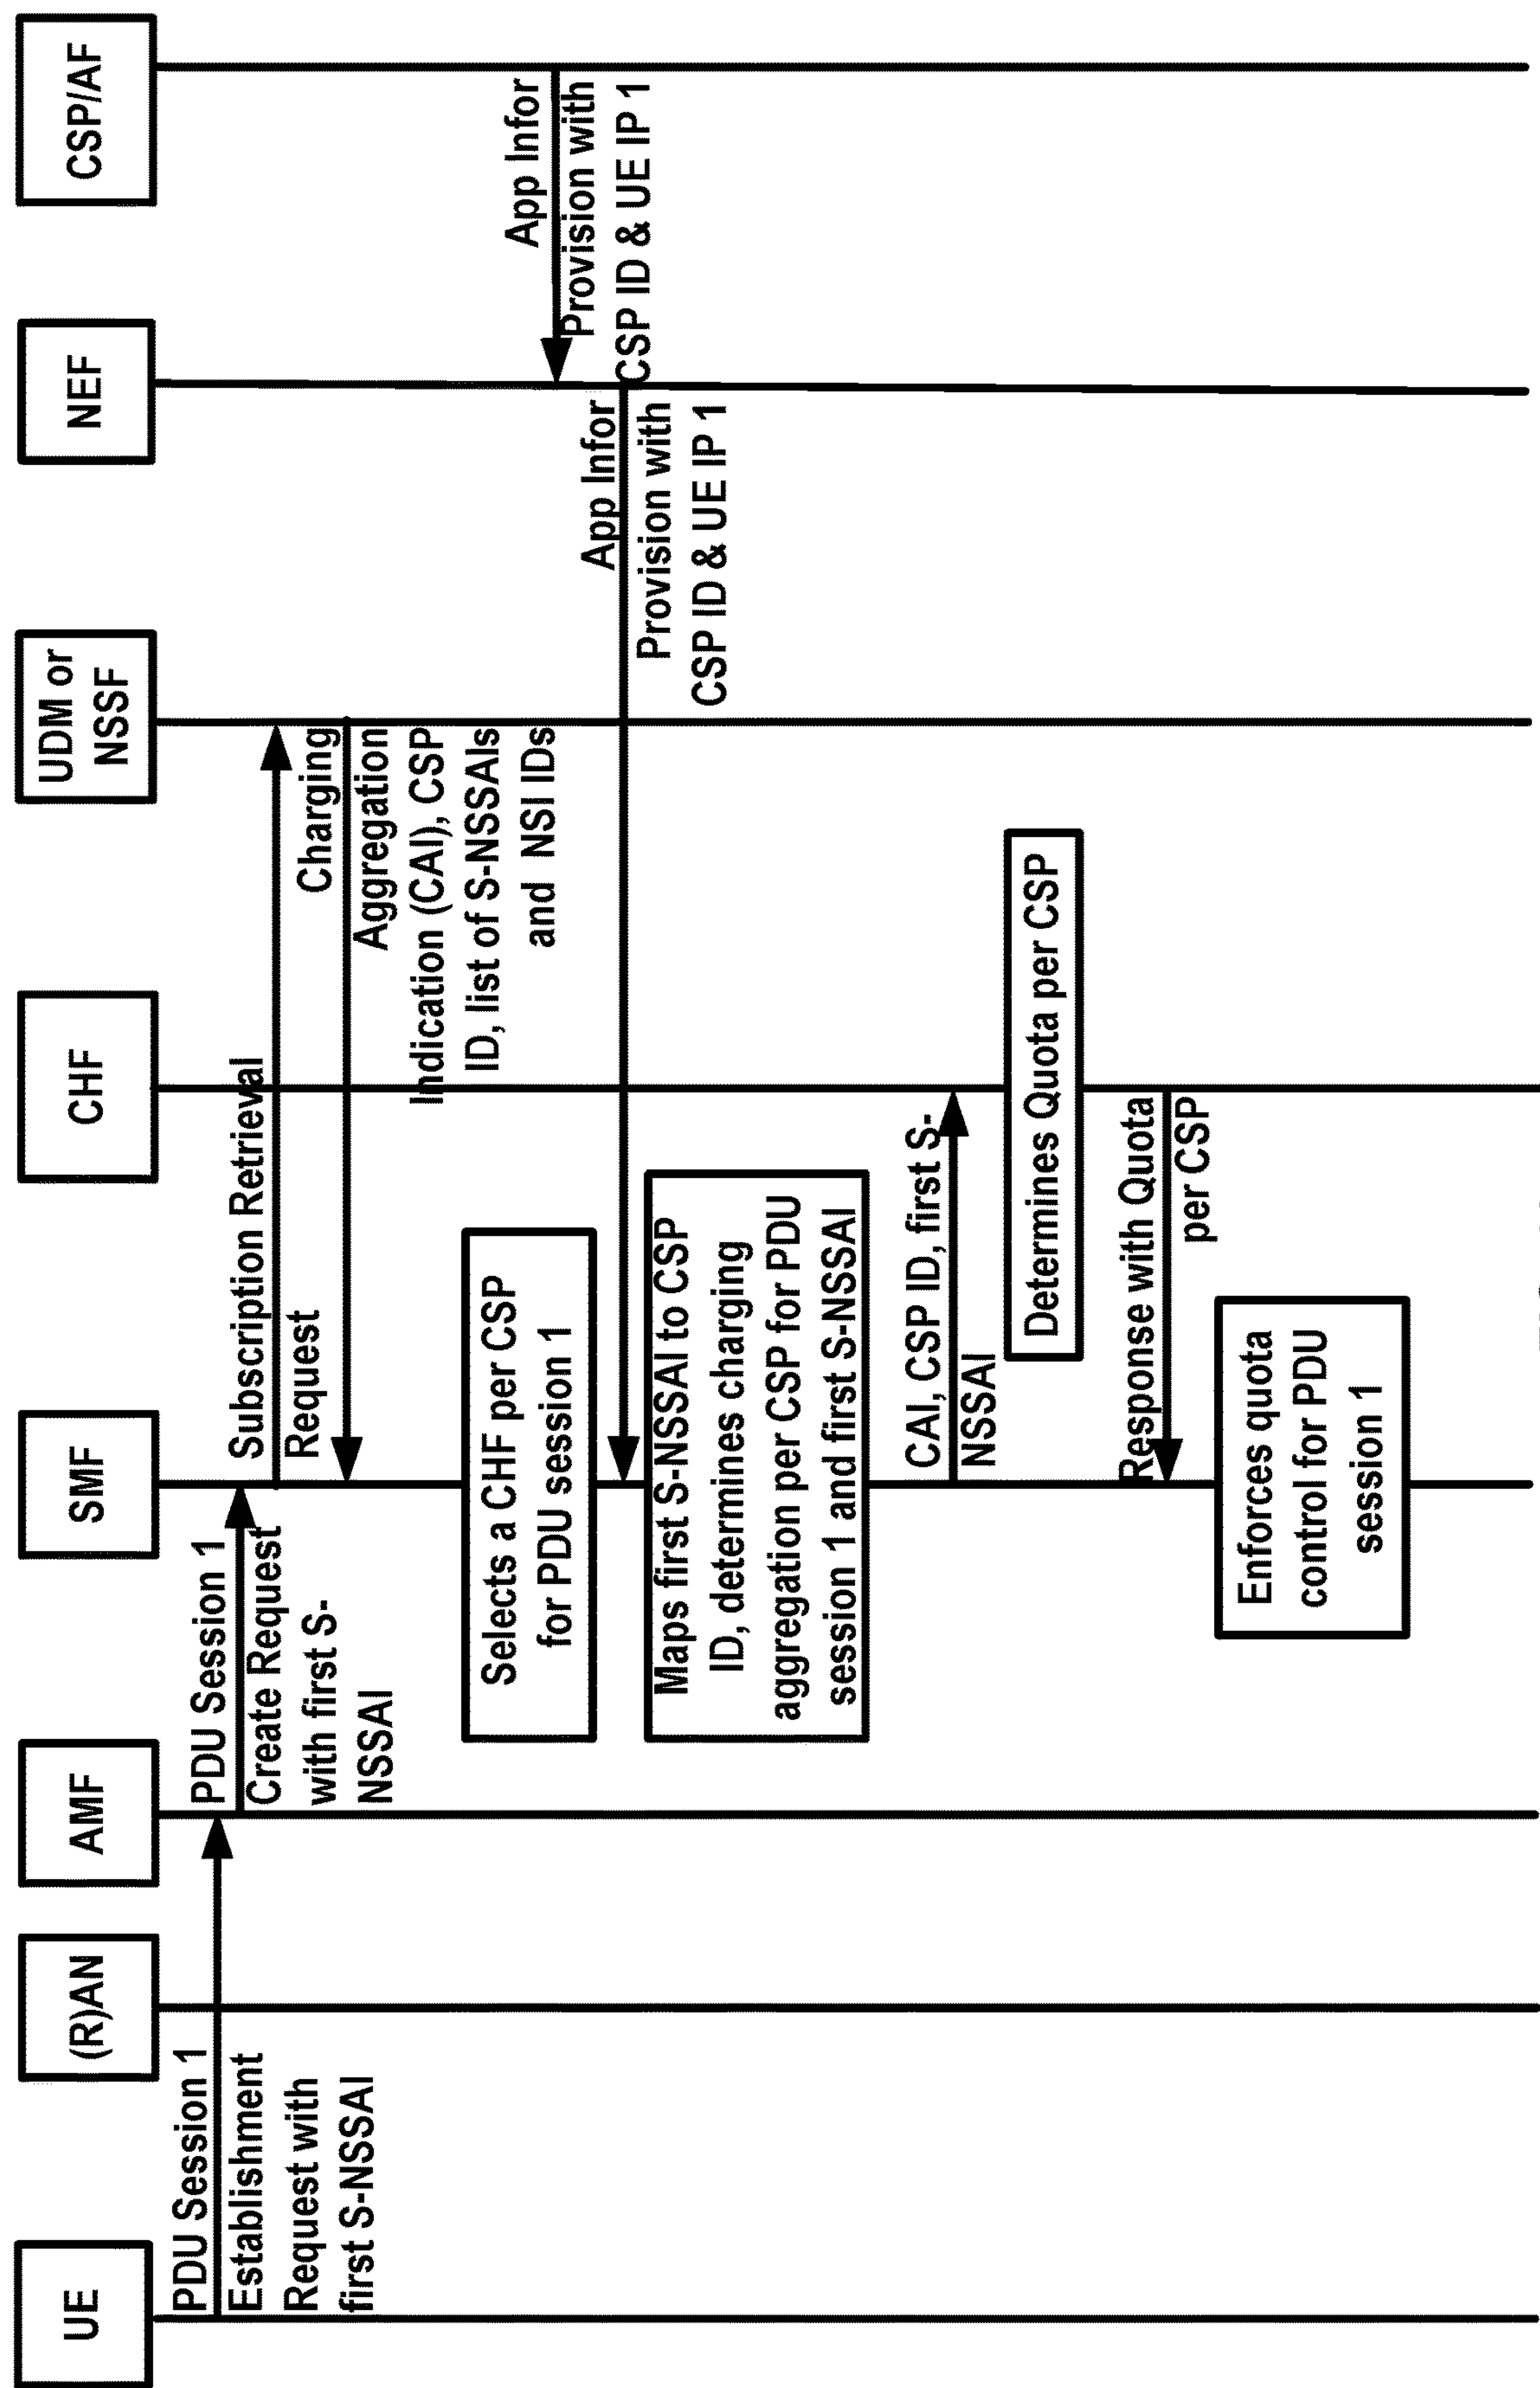 UE
(R)AN
AMF
SMF
CHF
UDM or
NSSF
NEF
CSP/AF
PDU Session 1
Establishment
Request with
first S-NSSAI
PDU Session 1
Create Request
with first S-
NSSAI
Subscription Retrieval
Request
Charging
Aggregation
Indication (CAI), CSP
ID, list of S-NSSAIs
and NSI IDs
Selects a CHF per CSP
for PDU session 1
App Infor
Provision with
CSP ID & UE IP 1
App Infor
Provision with
CSP ID & UE IP 1
Maps first S-NSSAI to CSP
ID, determines charging
aggregation per CSP for PDU
session 1 and first S-NSSAI
CAI, CSP ID, first S-
NSSAI
Determines Quota per CSP
Response with Quota
per CSP
Enforces quota
control for PDU
session 1